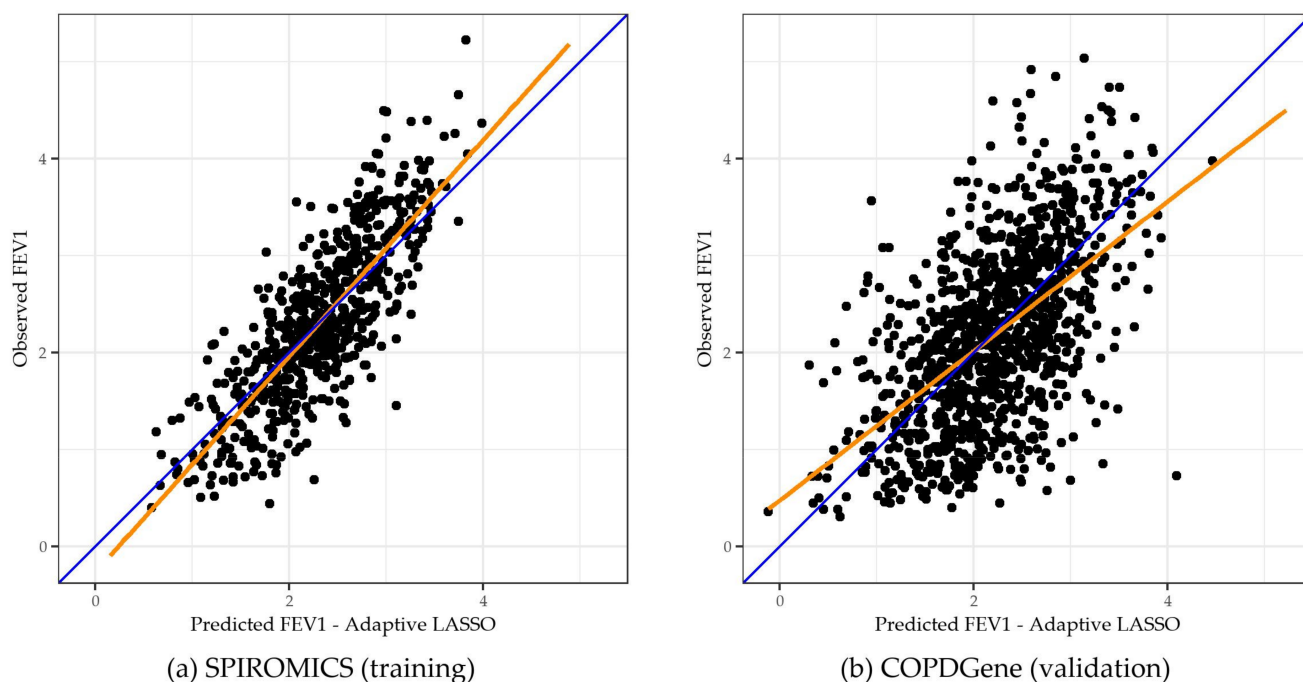 Observed FEV1
4
2
0
0 2 4
Predicted FEV1 - Adaptive LASSO
(a) SPIROMICS (training)
Observed FEV1
4
2
0
0 2 4
Predicted FEV1 - Adaptive LASSO
(b) COPDGene (validation)